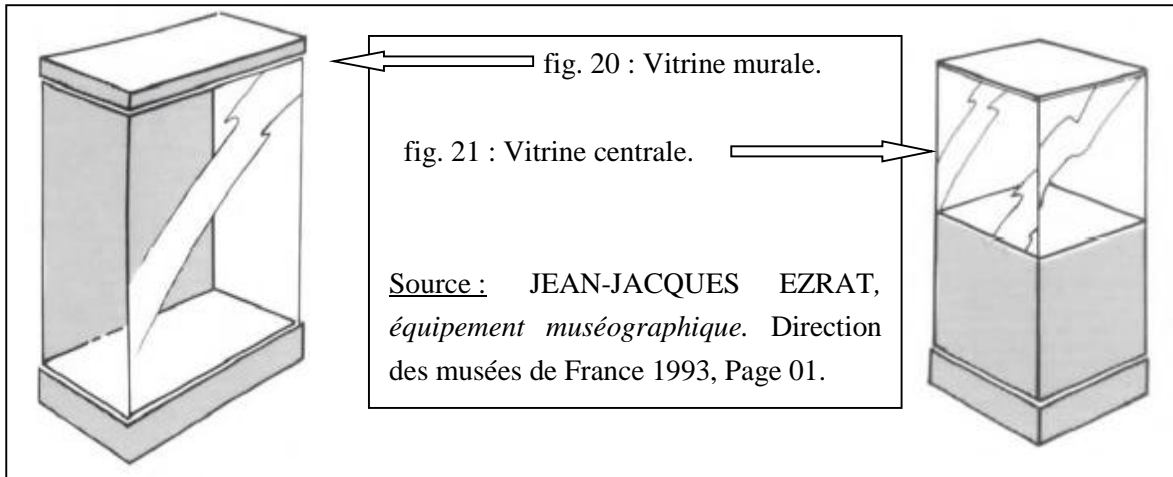 fig. 20 : Vitrine murale.
fig. 21 : Vitrine centrale.
Source : JEAN-JACQUES EZRAT,
équipement muséographique. Direction
des musées de France 1993, Page 01.